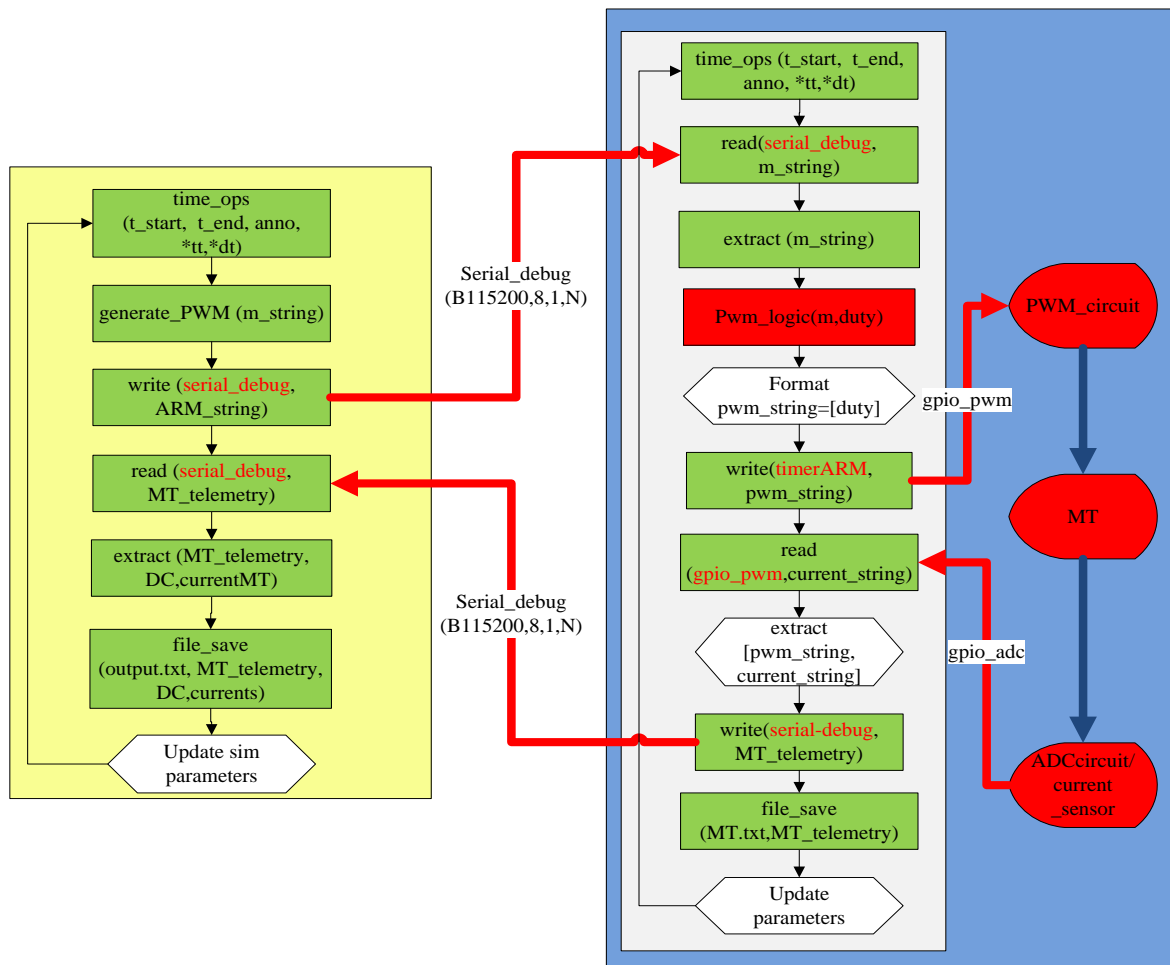 time_ops
(t_start,  t_end, anno,
*tt,*dt)
generate_PWM (m_string)
write (serial_debug,
ARM_string)
read (serial_debug,
MT_telemetry)
extract (MT_telemetry,
DC,currentMT)
file_save
(output.txt, MT_telemetry,
DC,currents)
Update sim
parameters
Serial_debug
(B115200,8,1,N)
Serial_debug
(B115200,8,1,N)
time_ops (t_start,  t_end,
anno, *tt,*dt)
read(serial_debug,
m_string)
extract (m_string)
Pwm_logic(m,duty)
Format
pwm_string=[duty]
write(timerARM,
pwm_string)
read
(gpio_pwm,current_string)
extract
[pwm_string,
current_string]
write(serial-debug,
MT_telemetry)
file_save
(MT.txt,MT_telemetry)
Update
parameters
gpio_pwm
gpio_adc
PWM_circuit
MT
ADCcircuit/
current
_sensor